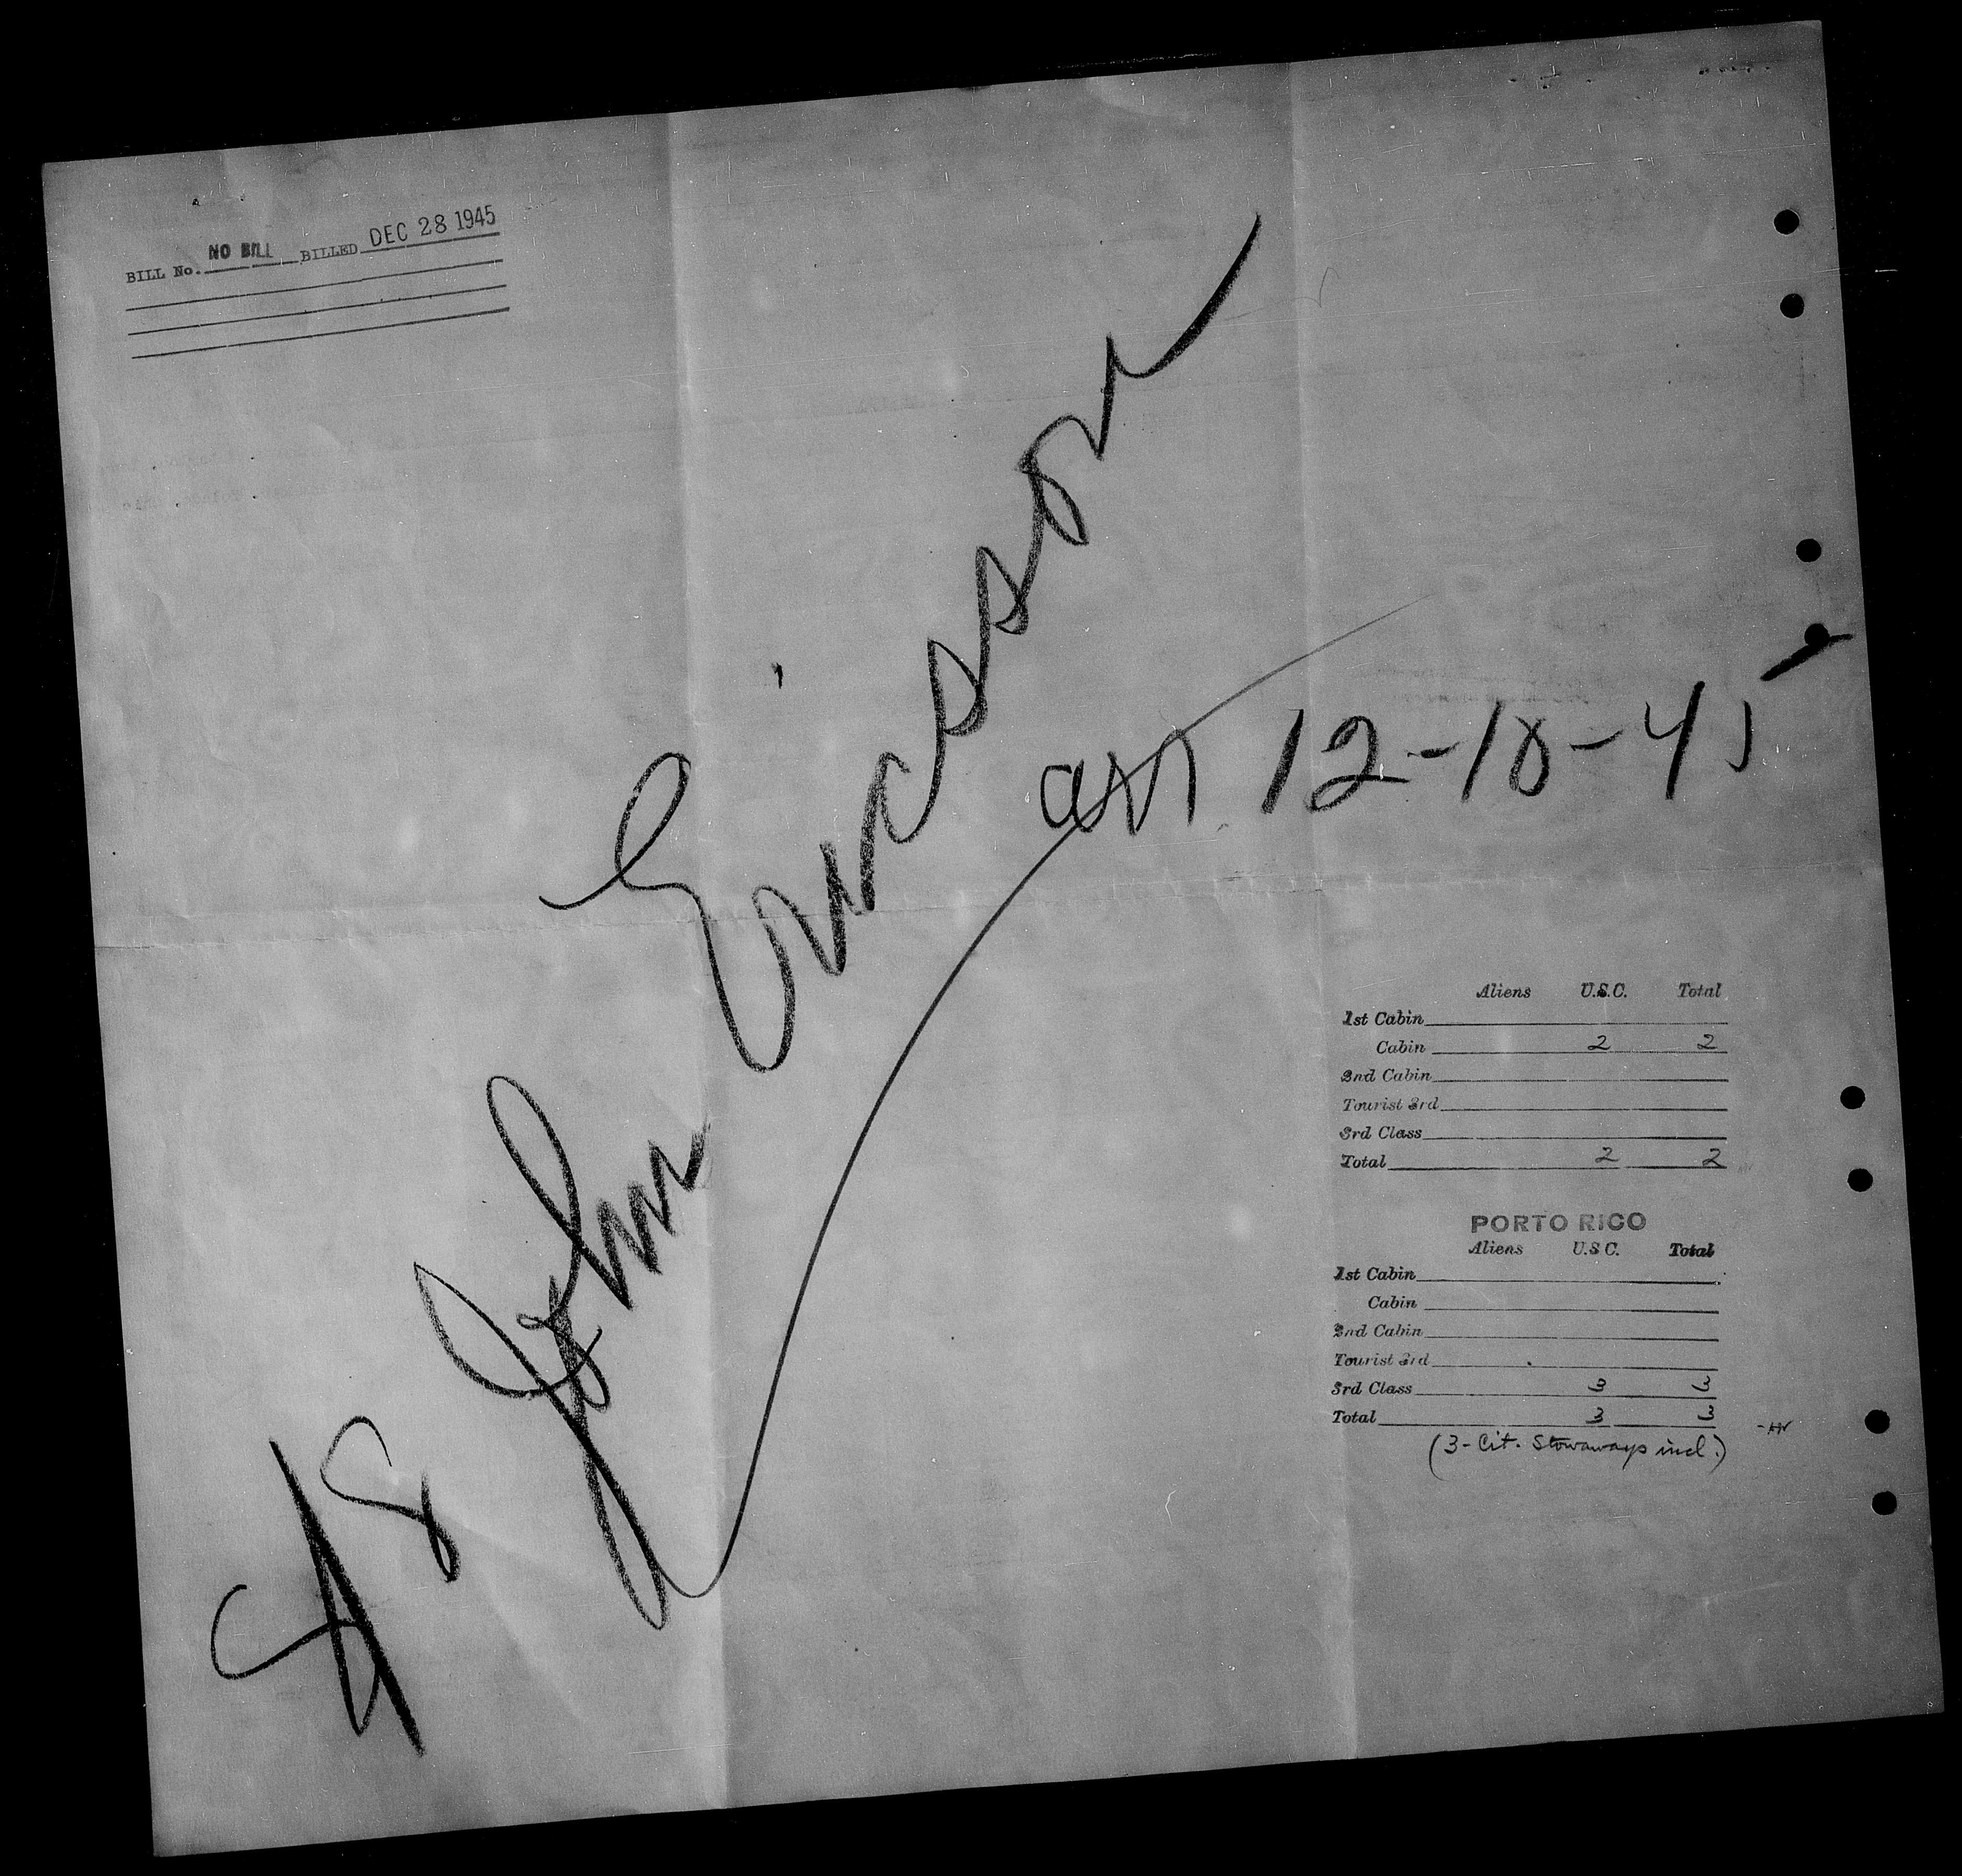 BILL No. NO BILL BILLED DEC 28 1945
SS John Ericsson
arr 12-18-45
Aliens U.S.C. Total
1st Cabin
Cabin 2 2
2nd Cabin
Tourist 3rd
3rd Class
Total 2 2
PORTO RICO
Aliens U.S.C. Total
1st Cabin
Cabin
2nd Cabin
Tourist 3rd
3rd Class 3 3
Total 3 3
(3- Cit. Stowaways incl.)